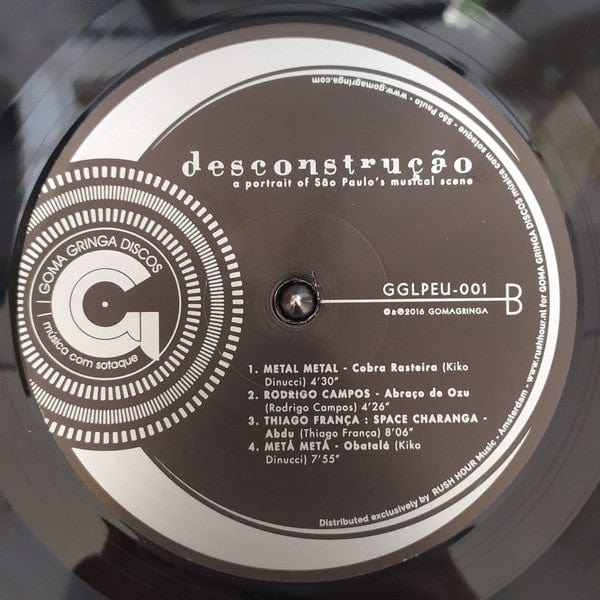 desconstrução
a portrait of São Paulo's musical scene
GOMA GRINGA DISCOS
música com sotaque
G
GGLPEU-001
©&℗2016 GOMAGRINGA
B
1. METAL METAL - Cobra Rasteira (Kiko
Dinucci) 4'30"
2. RODRIGO CAMPOS - Abraço de Ozu
(Rodrigo Campos) 4'26"
3. THIAGO FRANÇA : SPACE CHARANGA -
Abdu (Thiago França) 8'06"
4. METÁ METÁ - Obatalá (Kiko
Dinucci) 7'55"
Distributed exclusively by RUSH HOUR Music - Amsterdam - www.rushhour.nl for GOMA GRINGA DISCOS música com sotaque - São Paulo - www.gomagringa.com